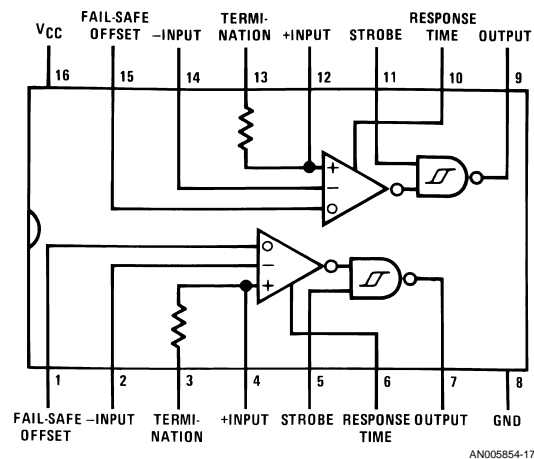 VCC
FAIL-SAFE
OFFSET
–INPUT
TERMI-
NATION
+INPUT
STROBE
RESPONSE
TIME
OUTPUT
16 15 14 13 12 11 10 9
+
–
+
–
1 2 3 4 5 6 7 8
FAIL-SAFE
OFFSET
–INPUT
TERMI-
NATION
+INPUT
STROBE
RESPONSE
TIME
OUTPUT
GND
AN005854-17